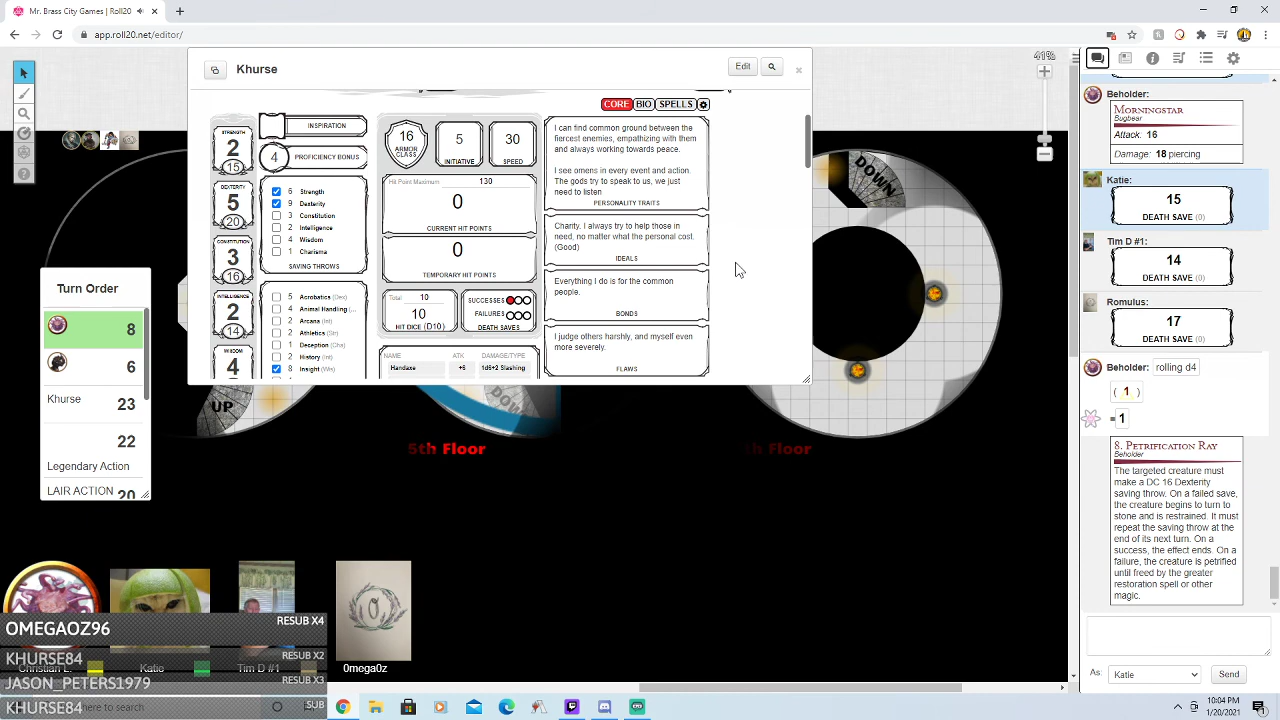 Mr. Brass City Games | Roll20
app.roll20.net/editor/
Khurse
Edit
41%
CORE BIO SPELLS
STRENGTH
2
15
DEXTERITY
5
20
CONSTITUTION
3
16
INTELLIGENCE
2
14
WISDOM
4
INSPIRATION
4 PROFICIENCY BONUS
6 Strength
9 Dexterity
3 Constitution
2 Intelligence
4 Wisdom
1 Charisma
SAVING THROWS
5 Acrobatics (Dex)
4 Animal Handling (...
2 Arcana (Int)
2 Athletics (Str)
1 Deception (Cha)
2 History (Int)
8 Insight (Wis)
16
ARMOR
CLASS
5
INITIATIVE
30
SPEED
Hit Point Maximum 130
0
CURRENT HIT POINTS
0
TEMPORARY HIT POINTS
Total 10
10
HIT DICE (D10)
SUCCESSES
FAILURES
DEATH SAVES
NAME ATK DAMAGE/TYPE
Handaxe +6 1d6+2 Slashing
I can find common ground between the
fiercest enemies, empathizing with them
and always working towards peace.
I see omens in every event and action.
The gods try to speak to us, we just
need to listen
PERSONALITY TRAITS
Charity. I always try to help those in
need, no matter what the personal cost.
(Good)
IDEALS
Everything I do is for the common
people.
BONDS
I judge others harshly, and myself even
more severely.
FLAWS
Turn Order
8
6
Khurse 23
22
Legendary Action
LAIR ACTION 20
UP
DOWN
DOWN
5th Floor
th Floor
Beholder:
MORNINGSTAR
Bugbear
Attack: 16
Damage: 18 piercing
Katie:
15
DEATH SAVE (0)
Tim D #1:
14
DEATH SAVE (0)
Romulus:
17
DEATH SAVE (0)
Beholder: rolling d4
( 1 )
= 1
8. PETRIFICATION RAY
Beholder
The targeted creature must
make a DC 16 Dexterity
saving throw. On a failed save,
the creature begins to turn to
stone and is restrained. It must
repeat the saving throw at the
end of its next turn. On a
success, the effect ends. On a
failure, the creature is petrified
until freed by the greater
restoration spell or other
magic.
As: Katie Send
OMEGAOZ96 RESUB X4
KHURSE84 RESUB X2
JASON_PETERS1979 RESUB X3
KHURSE84 SUB
Christian L. Katie Tim D #1 0mega0z
here to search
10:04 PM
1/20/2021